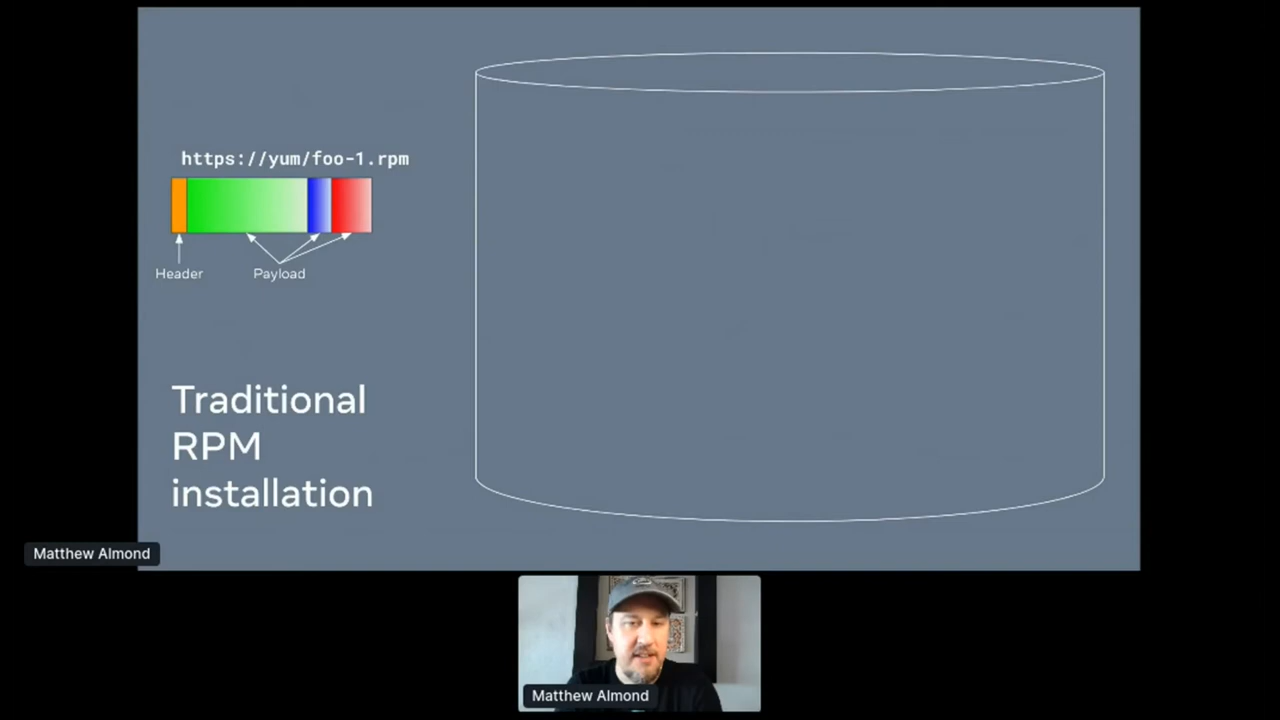 https://yum/foo-1.rpm
Header
Payload
Traditional
RPM
installation
Matthew Almond
Matthew Almond